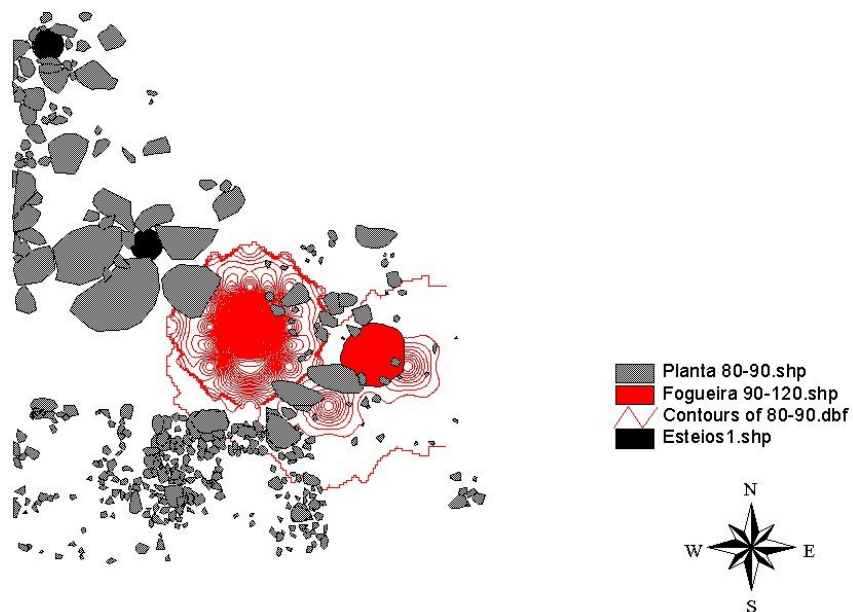 Planta 80-90.shp
Fogueira 90-120.shp
Contours of 80-90.dbf
Esteios1.shp
N
W E
S